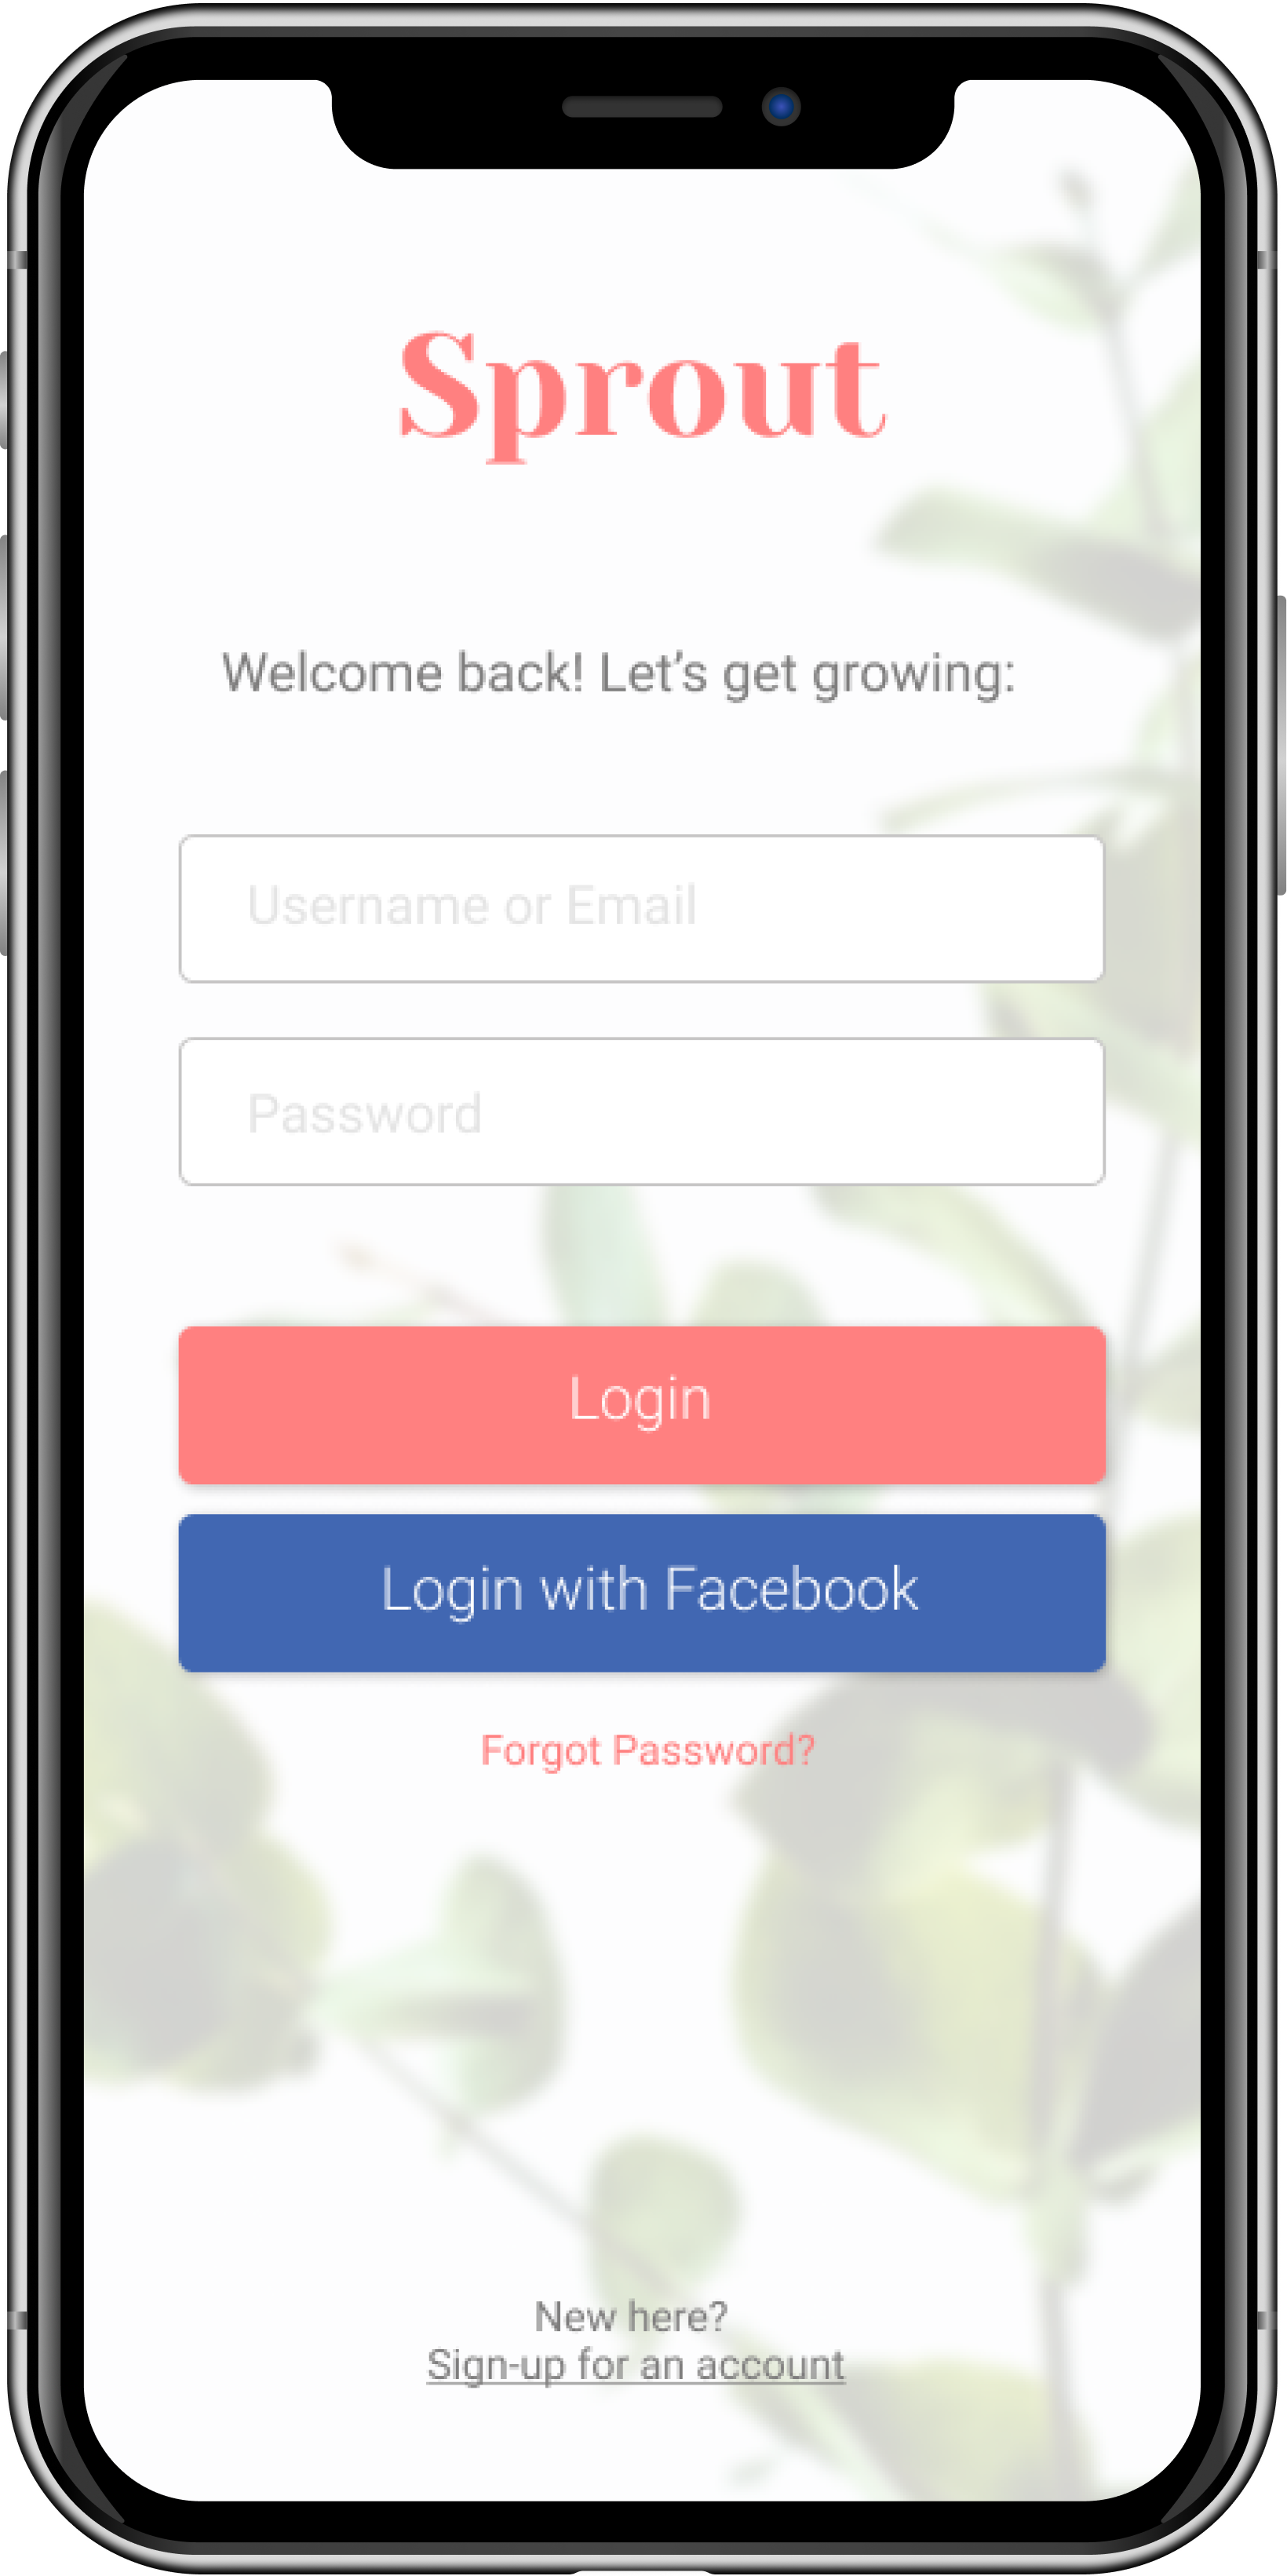 Sprout
Welcome back! Let’s get growing:
Username or Email
Password
Login
Login with Facebook
Forgot Password?
New here?
Sign-up for an account